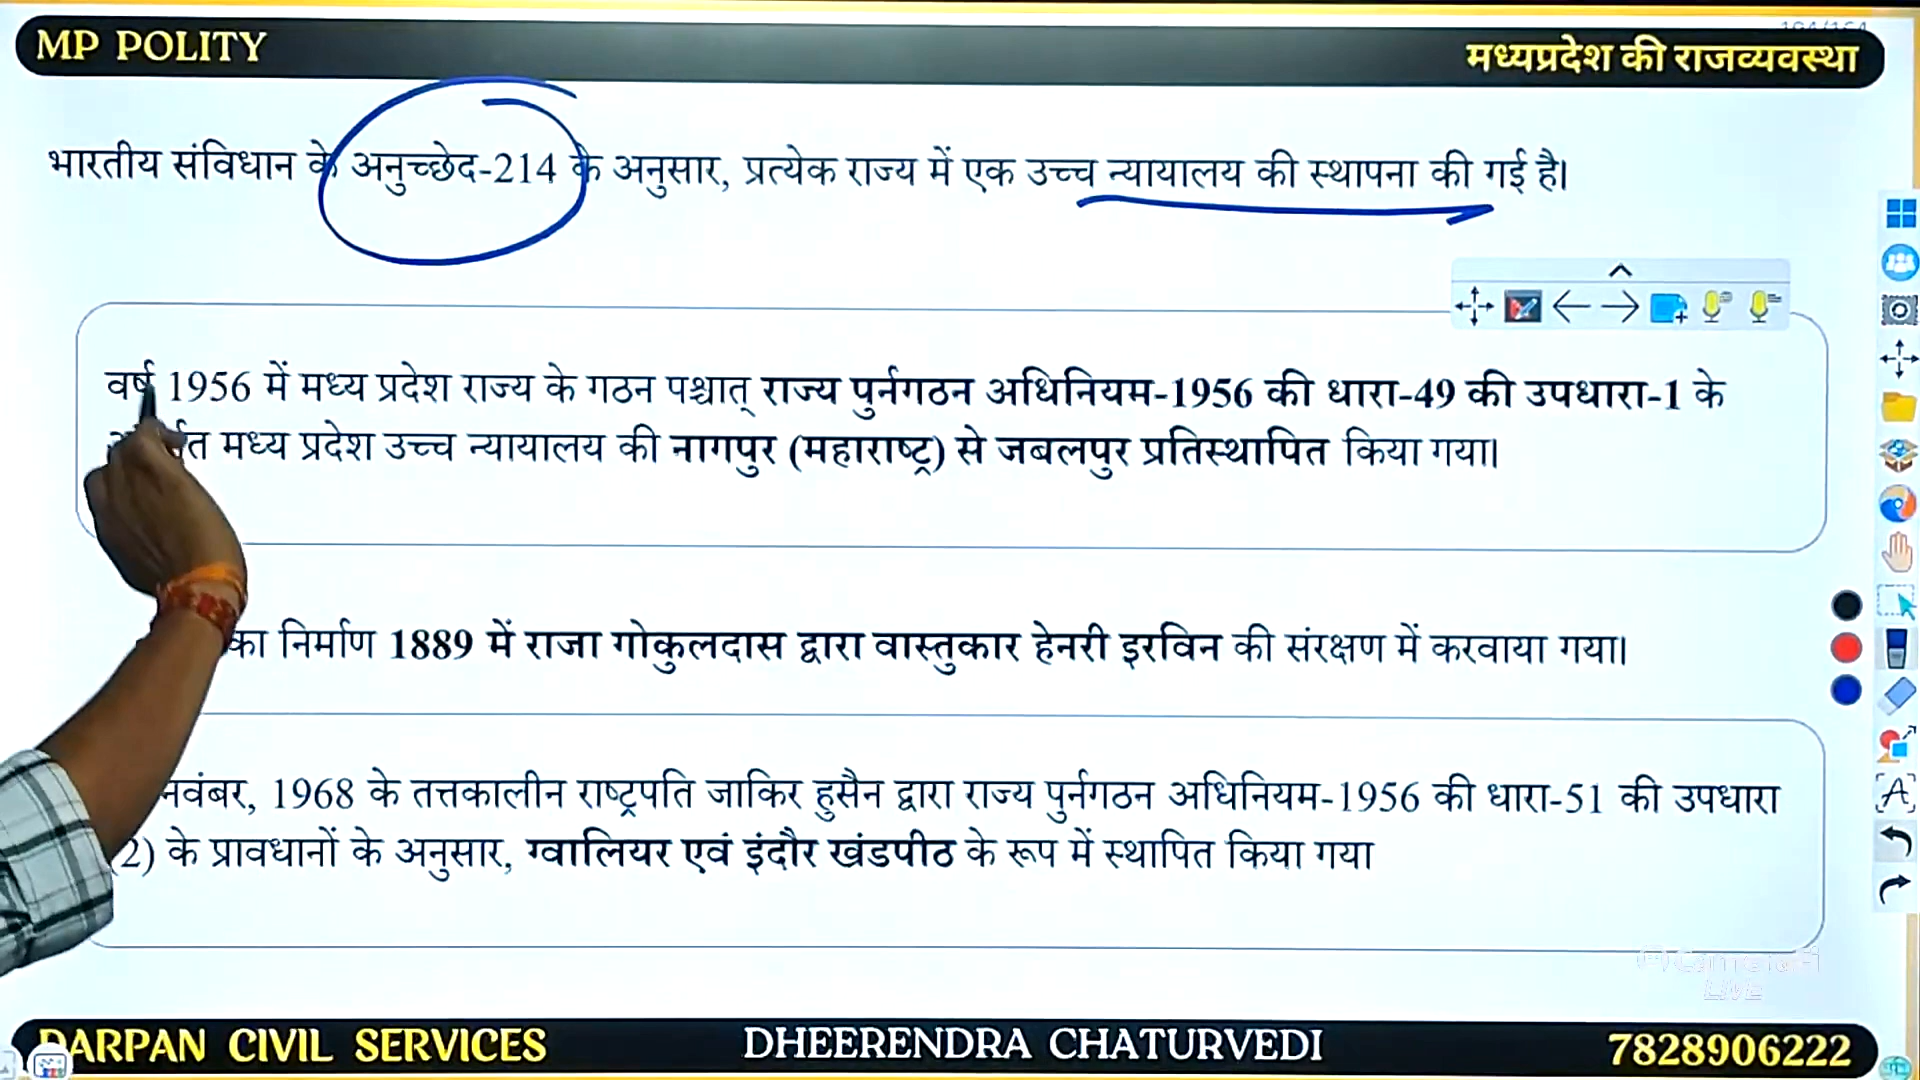 MP POLITY
मध्यप्रदेश की राजव्यवस्था
भारतीय संविधान के अनुच्छेद-214 के अनुसार, प्रत्येक राज्य में एक उच्च न्यायालय की स्थापना की गई है।
वर्ष 1956 में मध्य प्रदेश राज्य के गठन पश्चात् राज्य पुर्नगठन अधिनियम-1956 की धारा-49 की उपधारा-1 के
मध्य प्रदेश उच्च न्यायालय की नागपुर (महाराष्ट्र) से जबलपुर प्रतिस्थापित किया गया।
का निर्माण 1889 में राजा गोकुलदास द्वारा वास्तुकार हेनरी इरविन की संरक्षण में करवाया गया।
नवंबर, 1968 के तत्तकालीन राष्ट्रपति जाकिर हुसैन द्वारा राज्य पुर्नगठन अधिनियम-1956 की धारा-51 की उपधारा
(2) के प्रावधानों के अनुसार, ग्वालियर एवं इंदौर खंडपीठ के रूप में स्थापित किया गया
LIVE
DARPAN CIVIL SERVICES
DHEERENDRA CHATURVEDI
7828906222